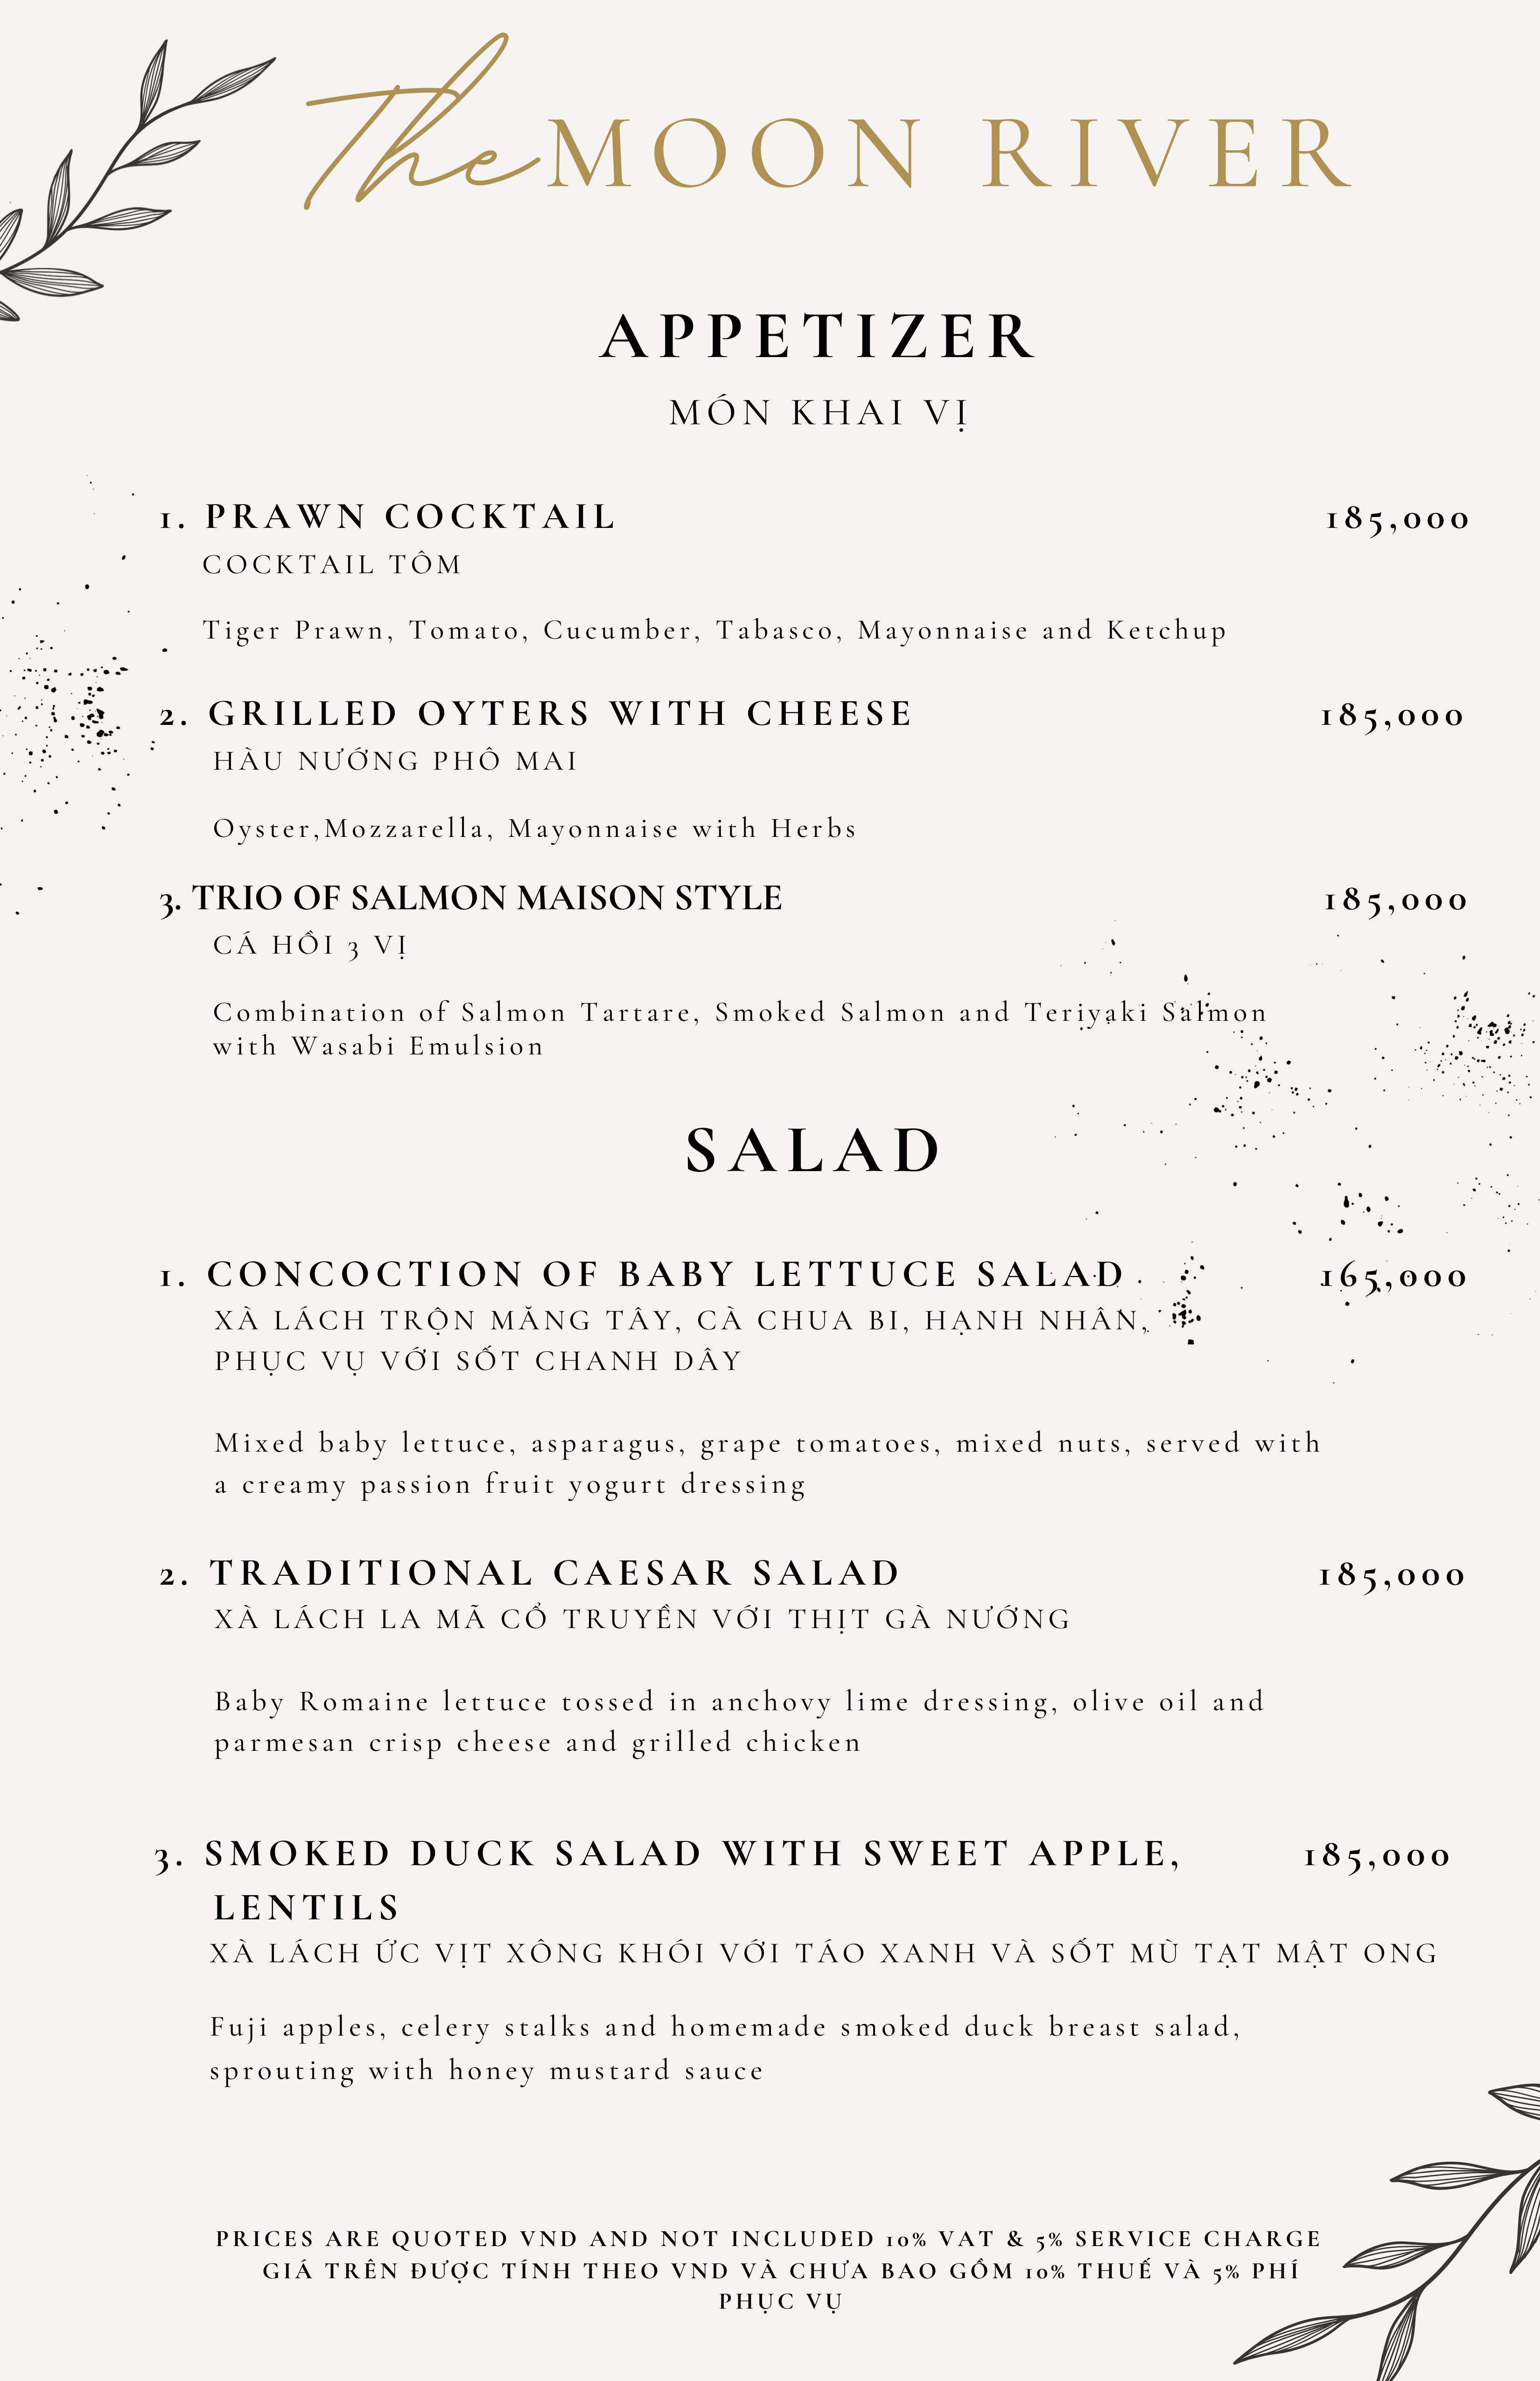 The MOON RIVER
APPETIZER
MÓN KHAI VỊ
1. PRAWN COCKTAIL 185,000
COCKTAIL TÔM
Tiger Prawn, Tomato, Cucumber, Tabasco, Mayonnaise and Ketchup
2. GRILLED OYTERS WITH CHEESE 185,000
HÀU NƯỚNG PHÔ MAI
Oyster,Mozzarella, Mayonnaise with Herbs
3. TRIO OF SALMON MAISON STYLE 185,000
CÁ HỒI 3 VỊ
Combination of Salmon Tartare, Smoked Salmon and Teriyaki Salmon
with Wasabi Emulsion
SALAD
1. CONCOCTION OF BABY LETTUCE SALAD 165,000
XÀ LÁCH TRỘN MĂNG TÂY, CÀ CHUA BI, HẠNH NHÂN,
PHỤC VỤ VỚI SỐT CHANH DÂY
Mixed baby lettuce, asparagus, grape tomatoes, mixed nuts, served with
a creamy passion fruit yogurt dressing
2. TRADITIONAL CAESAR SALAD 185,000
XÀ LÁCH LA MÃ CỔ TRUYỀN VỚI THỊT GÀ NƯỚNG
Baby Romaine lettuce tossed in anchovy lime dressing, olive oil and
parmesan crisp cheese and grilled chicken
3. SMOKED DUCK SALAD WITH SWEET APPLE, 185,000
LENTILS
XÀ LÁCH ỨC VỊT XÔNG KHÓI VỚI TÁO XANH VÀ SỐT MÙ TẠT MẬT ONG
Fuji apples, celery stalks and homemade smoked duck breast salad,
sprouting with honey mustard sauce
PRICES ARE QUOTED VND AND NOT INCLUDED 10% VAT & 5% SERVICE CHARGE
GIÁ TRÊN ĐƯỢC TÍNH THEO VND VÀ CHƯA BAO GỒM 10% THUẾ VÀ 5% PHÍ
PHỤC VỤ